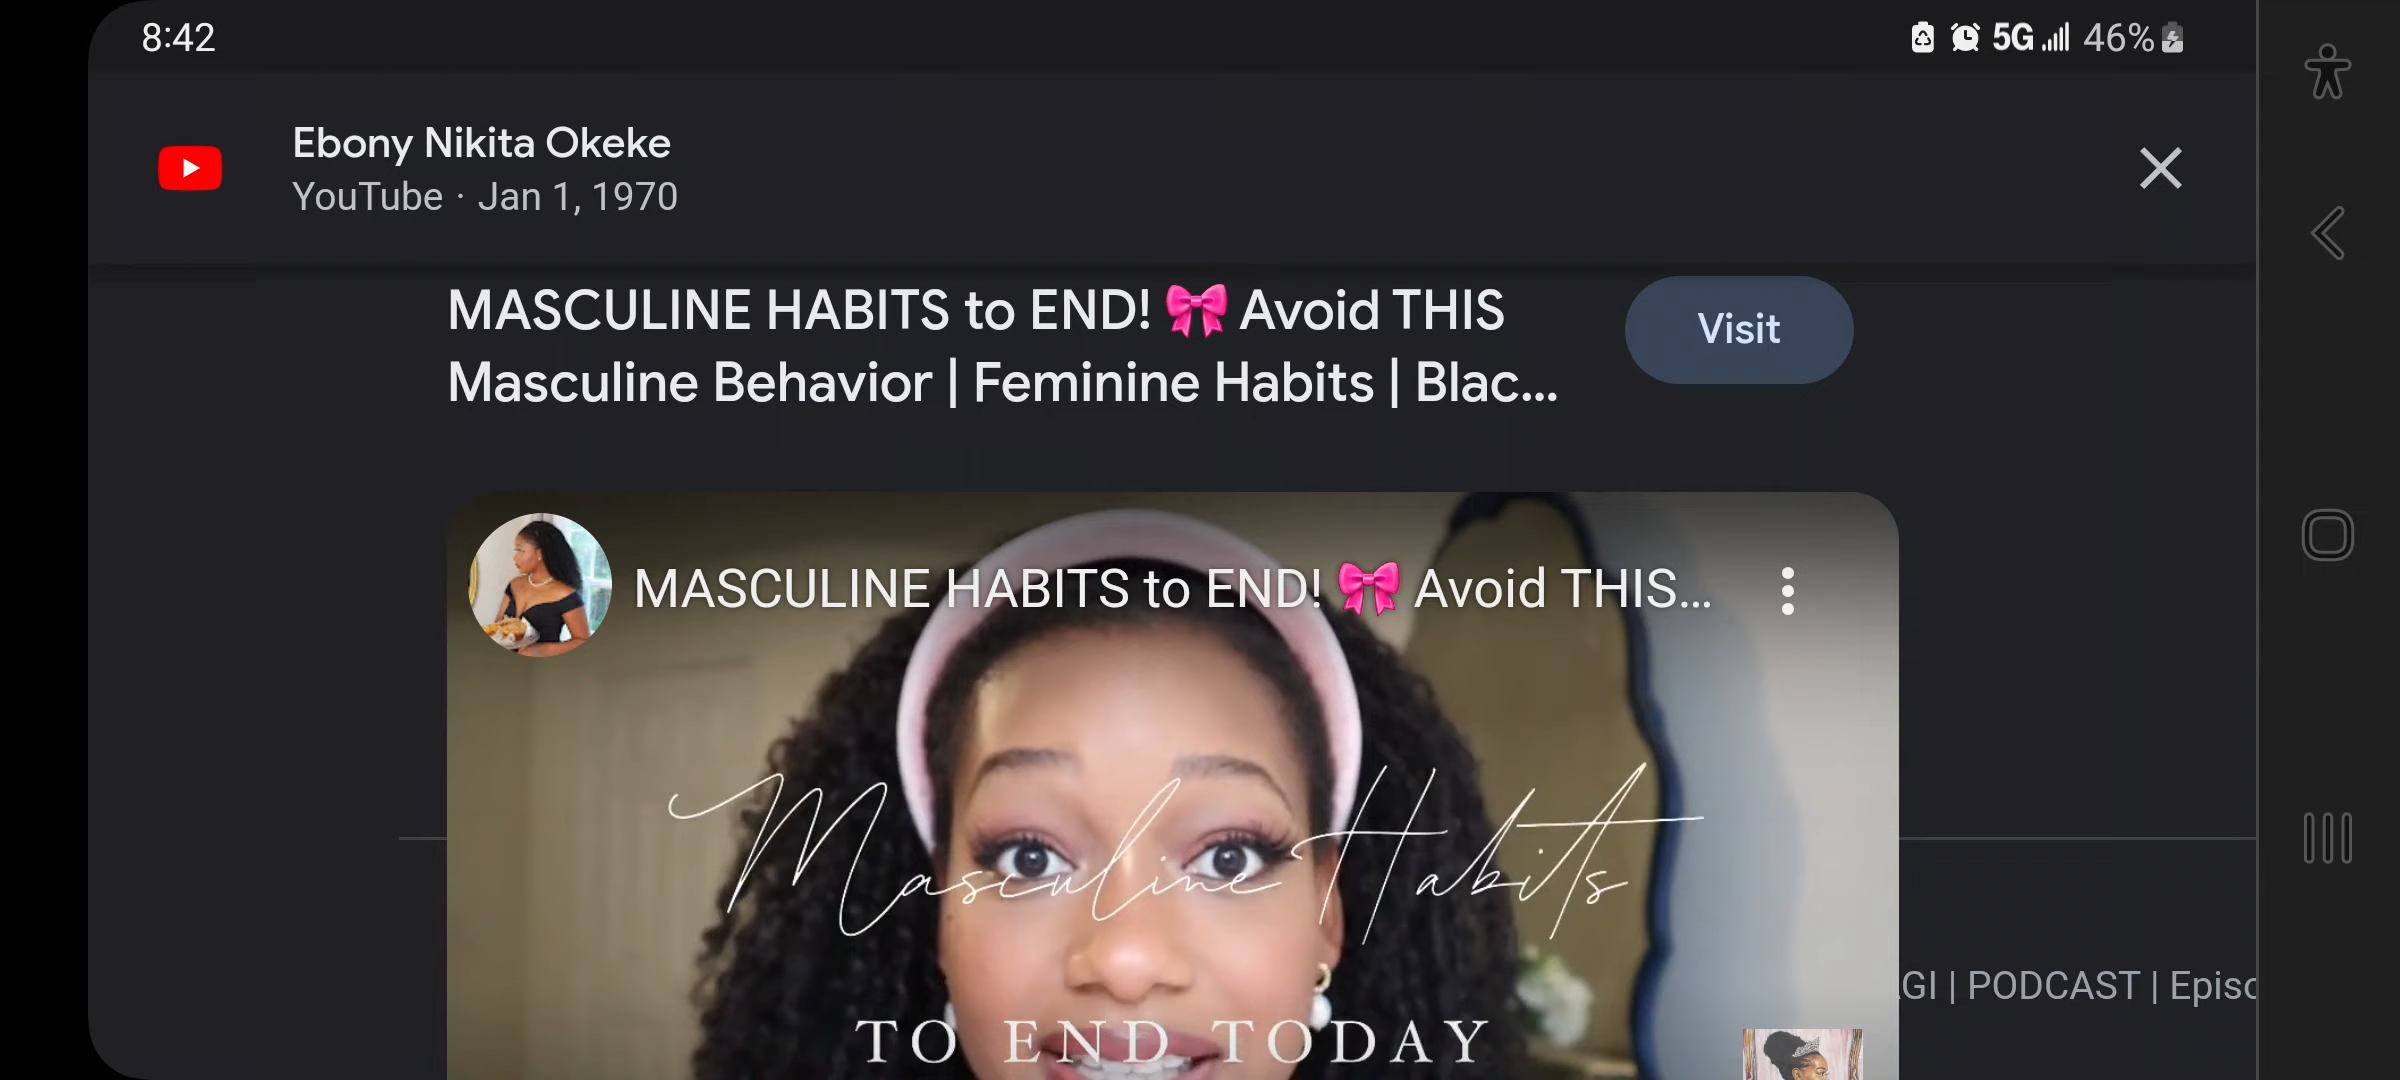 8:42
5G 46%
Ebony Nikita Okeke
YouTube · Jan 1, 1970
MASCULINE HABITS to END! 🎀 Avoid THIS
Masculine Behavior | Feminine Habits | Blac...
Visit
MASCULINE HABITS to END! 🎀 Avoid THIS...
Masculine Habits
TO END TODAY
GI | PODCAST | Episo